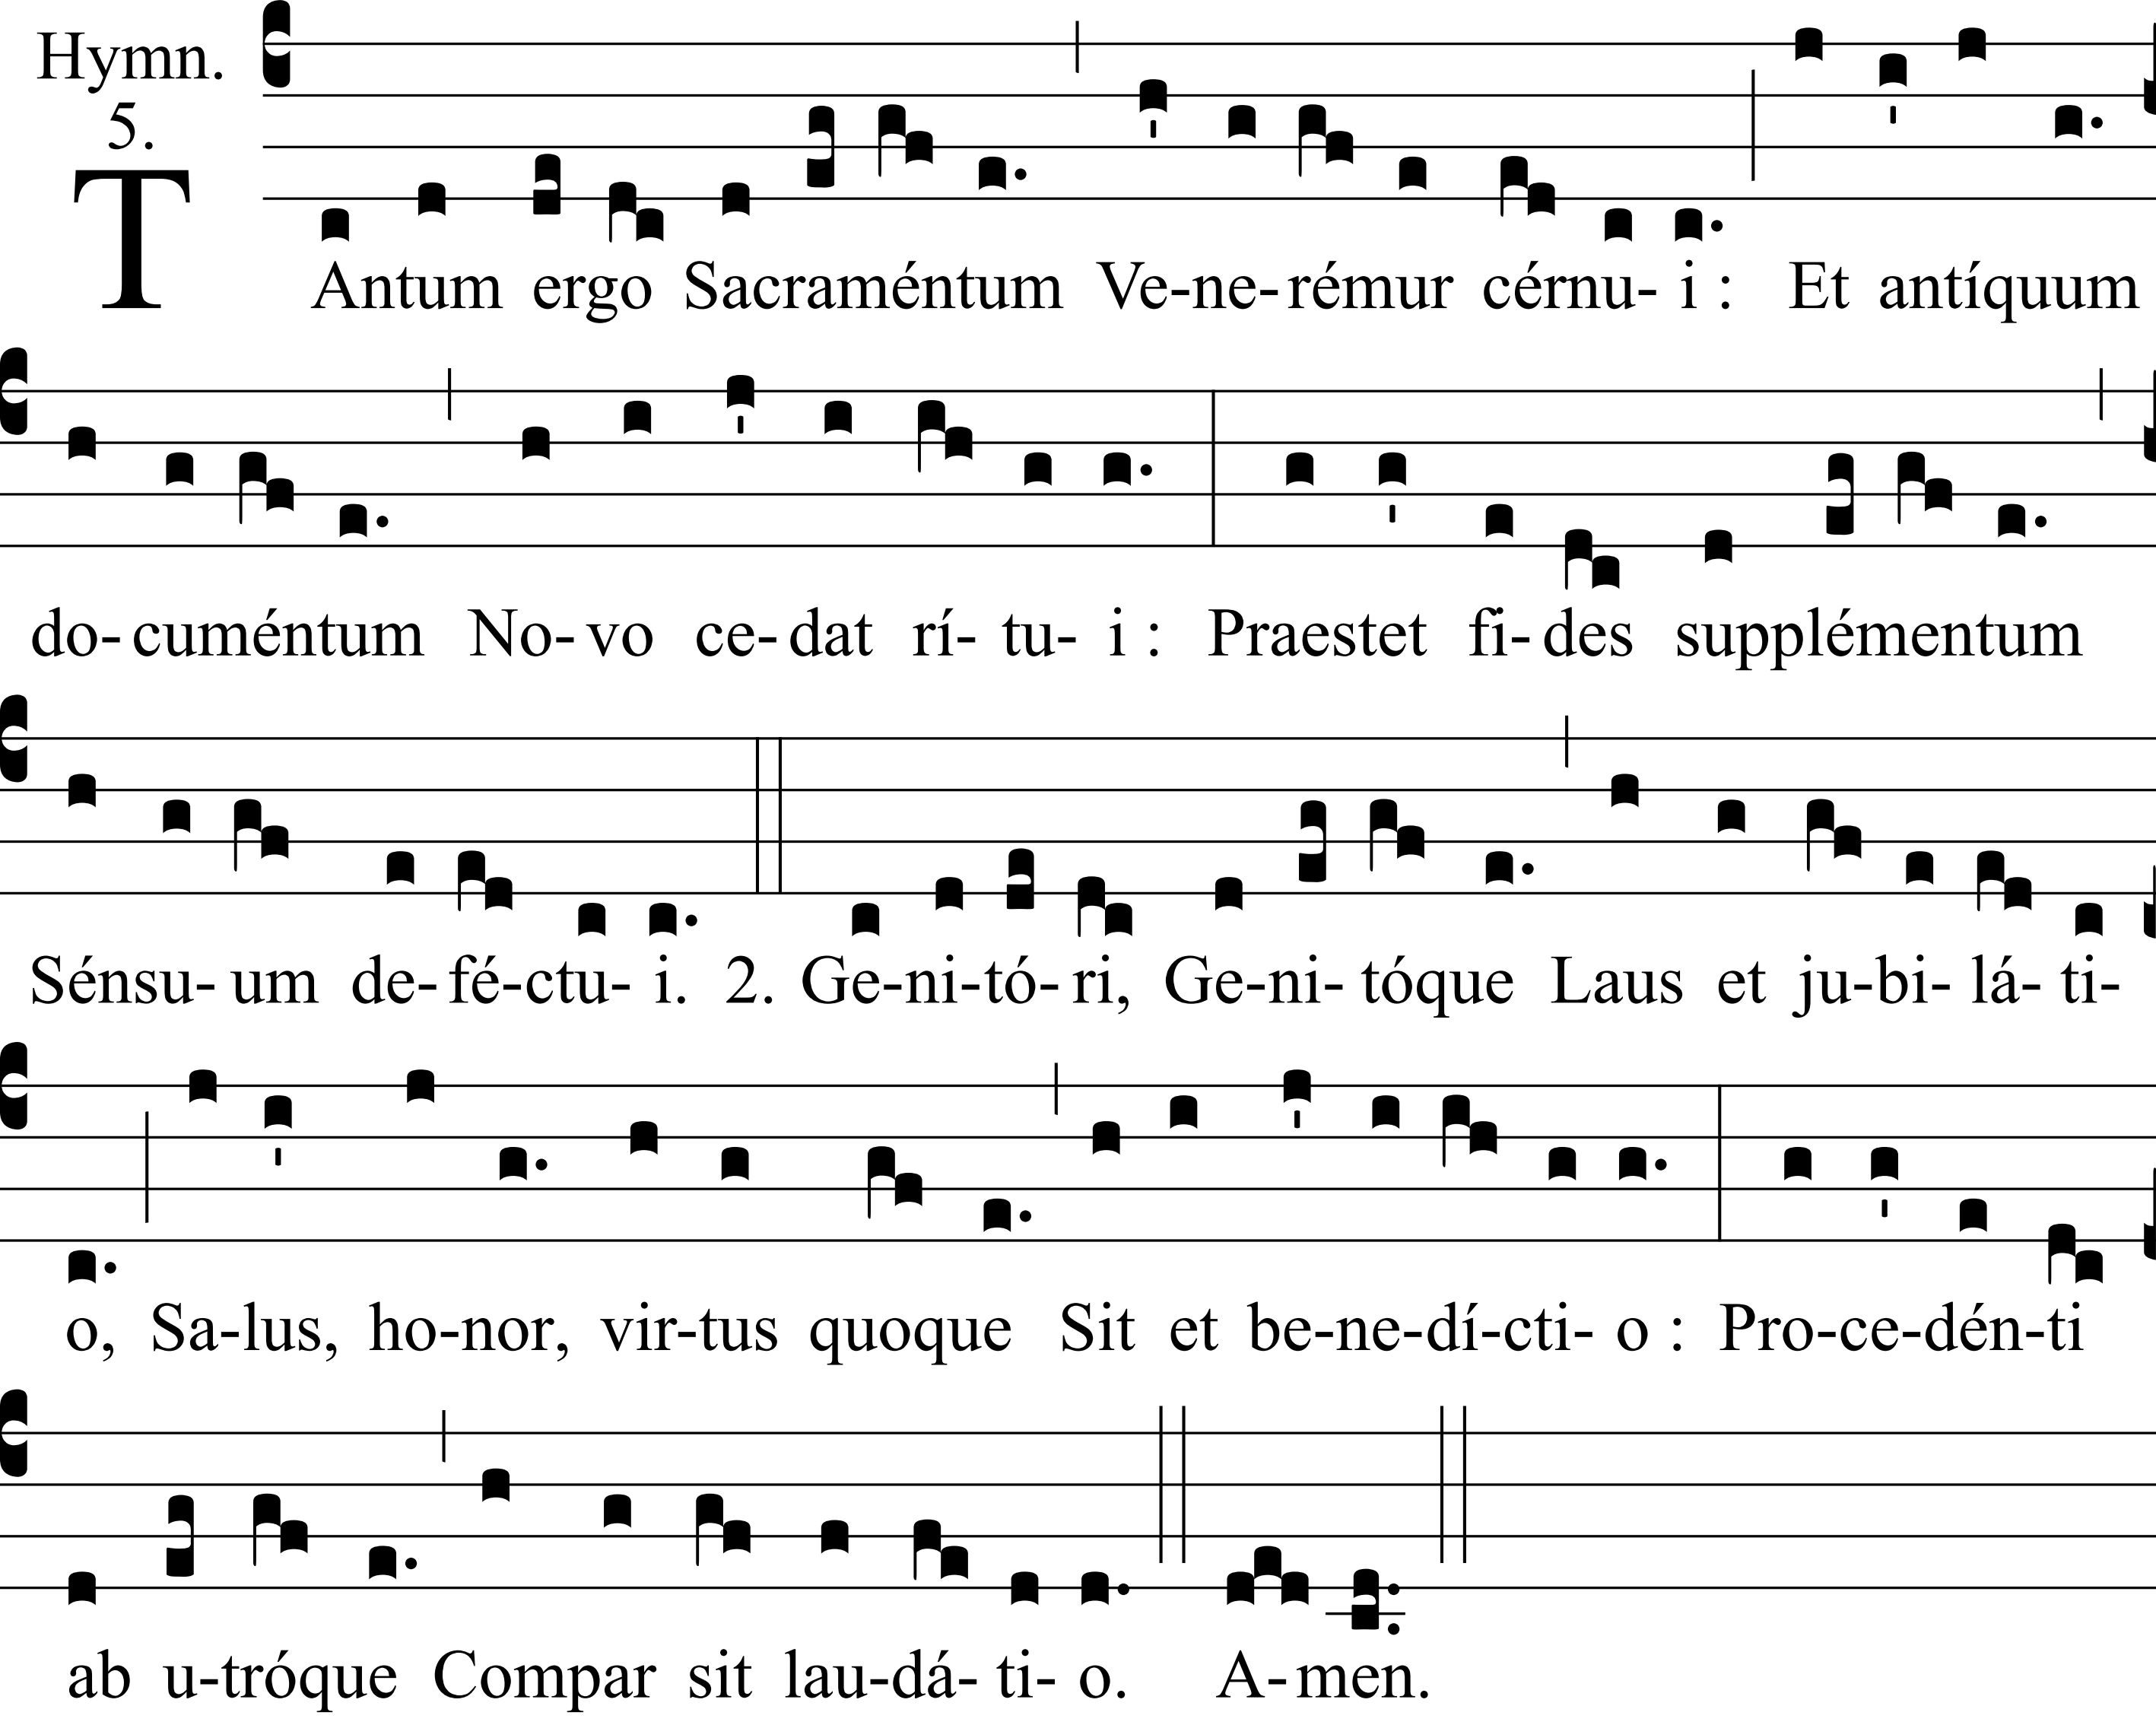 Hymn.
5.
TAntum ergo Sacraméntum Ve-ne-rémur cérnu- i : Et antíquum
do- cuméntum No- vo ce- dat rí- tu- i : Praestet fi- des supplémentum
Sénsu- um de- fé-ctu- i. 2. Ge-ni-tó- ri, Ge-ni- tóque Laus et ju-bi- lá- ti-
o, Sa-lus, ho-nor, vir-tus quoque Sit et be-ne-dí-cti- o : Pro-ce-dén-ti
ab u-tróque Compar sit lau-dá- ti- o. A-men.